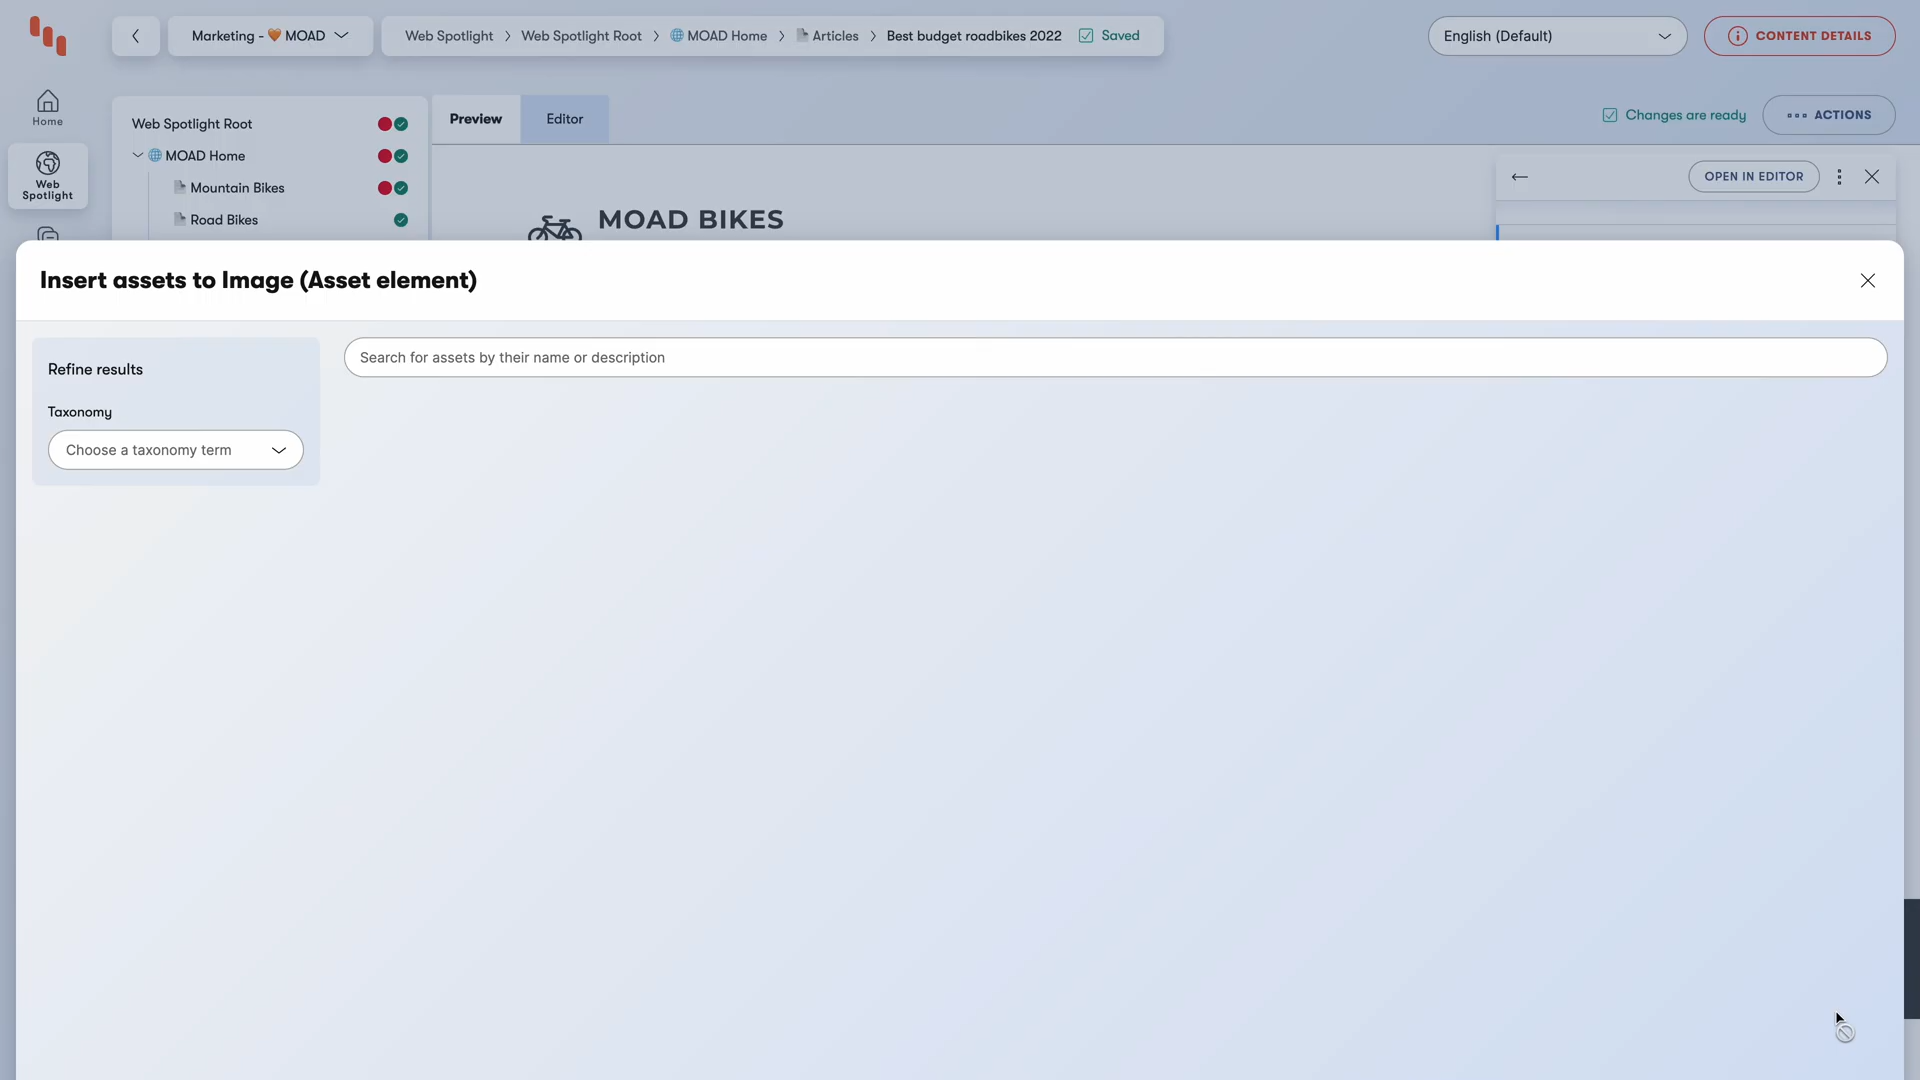 Marketing - 🧡 MOAD
Web Spotlight > Web Spotlight Root > MOAD Home > Articles > Best budget roadbikes 2022 Saved
English (Default)
CONTENT DETAILS
Home
Web Spotlight
Web Spotlight Root
MOAD Home
Mountain Bikes
Road Bikes
Preview
Editor
Changes are ready
ACTIONS
OPEN IN EDITOR
MOAD BIKES
Insert assets to Image (Asset element)
Refine results
Taxonomy
Choose a taxonomy term
Search for assets by their name or description